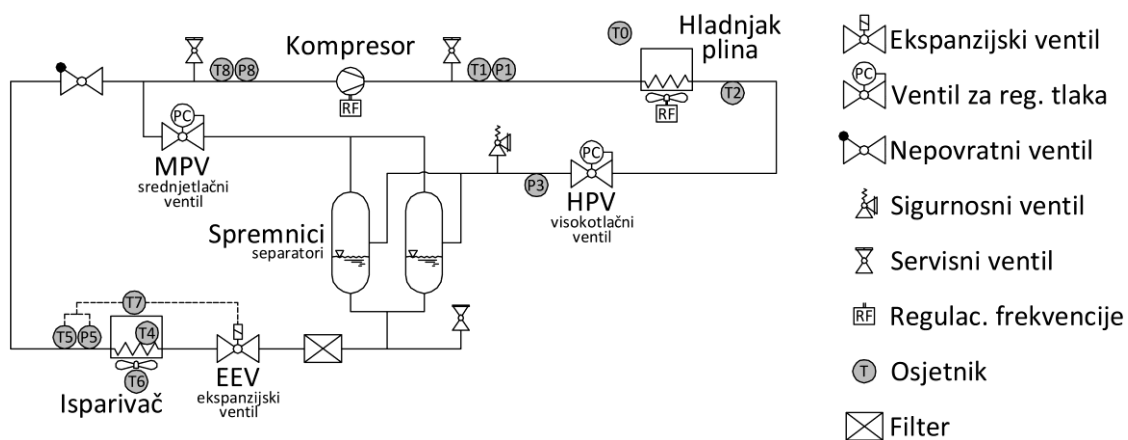 Kompresor
Hladnjak
plina
T0
T8 P8
T1 P1
RF
RF
T2
PC
MPV
srednjetlačni
ventil
PC
P3
HPV
visokotlačni
ventil
Spremnici
separatori
T7
T5 P5
T4
T6
Isparivač
EEV
ekspanzijski
ventil
Ekspanzijski ventil
PC
Ventil za reg. tlaka
Nepovratni ventil
Sigurnosni ventil
Servisni ventil
RF Regulac. frekvencije
T Osjetnik
Filter